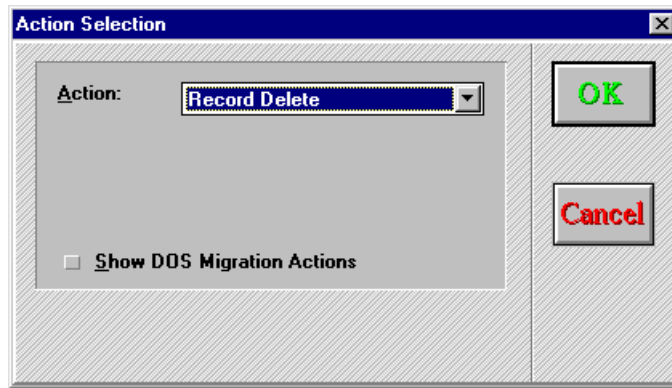 Action Selection
Action:
Record Delete
OK
Cancel
Show DOS Migration Actions